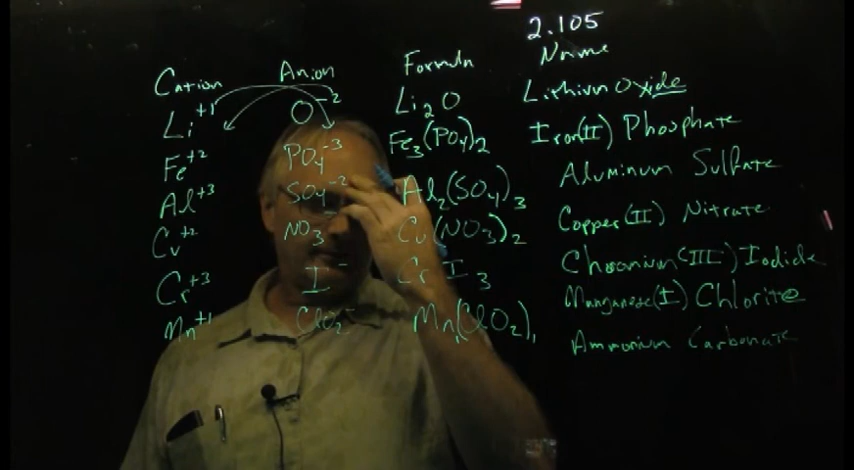 2.105
Cation Anion Formula Name
Li+1 O-2 Li2O Lithium Oxide
Fe+2 PO4-3 Fe3(PO4)2 Iron(II) Phosphate
Al+3 SO4-2 Al2(SO4)3 Aluminum Sulfate
Cu+2 NO3- Cu(NO3)2 Copper(II) Nitrate
Cr+3 I CrI3 Chromium(III) Iodide
Mn+1 ClO2- Mn1(ClO2)1 Manganese(I) Chlorite
Ammonium Carbonate